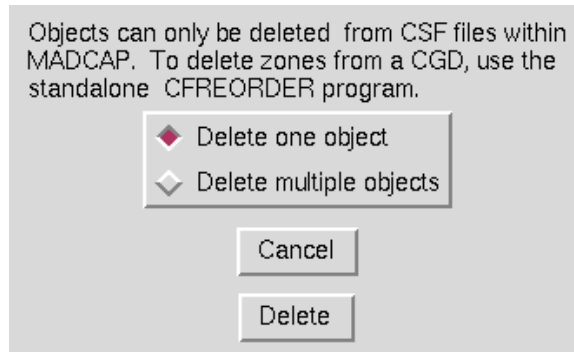 Objects can only be deleted from CSF files within
MADCAP. To delete zones from a CGD, use the
standalone CFREORDER program.
Delete one object
Delete multiple objects
Cancel
Delete